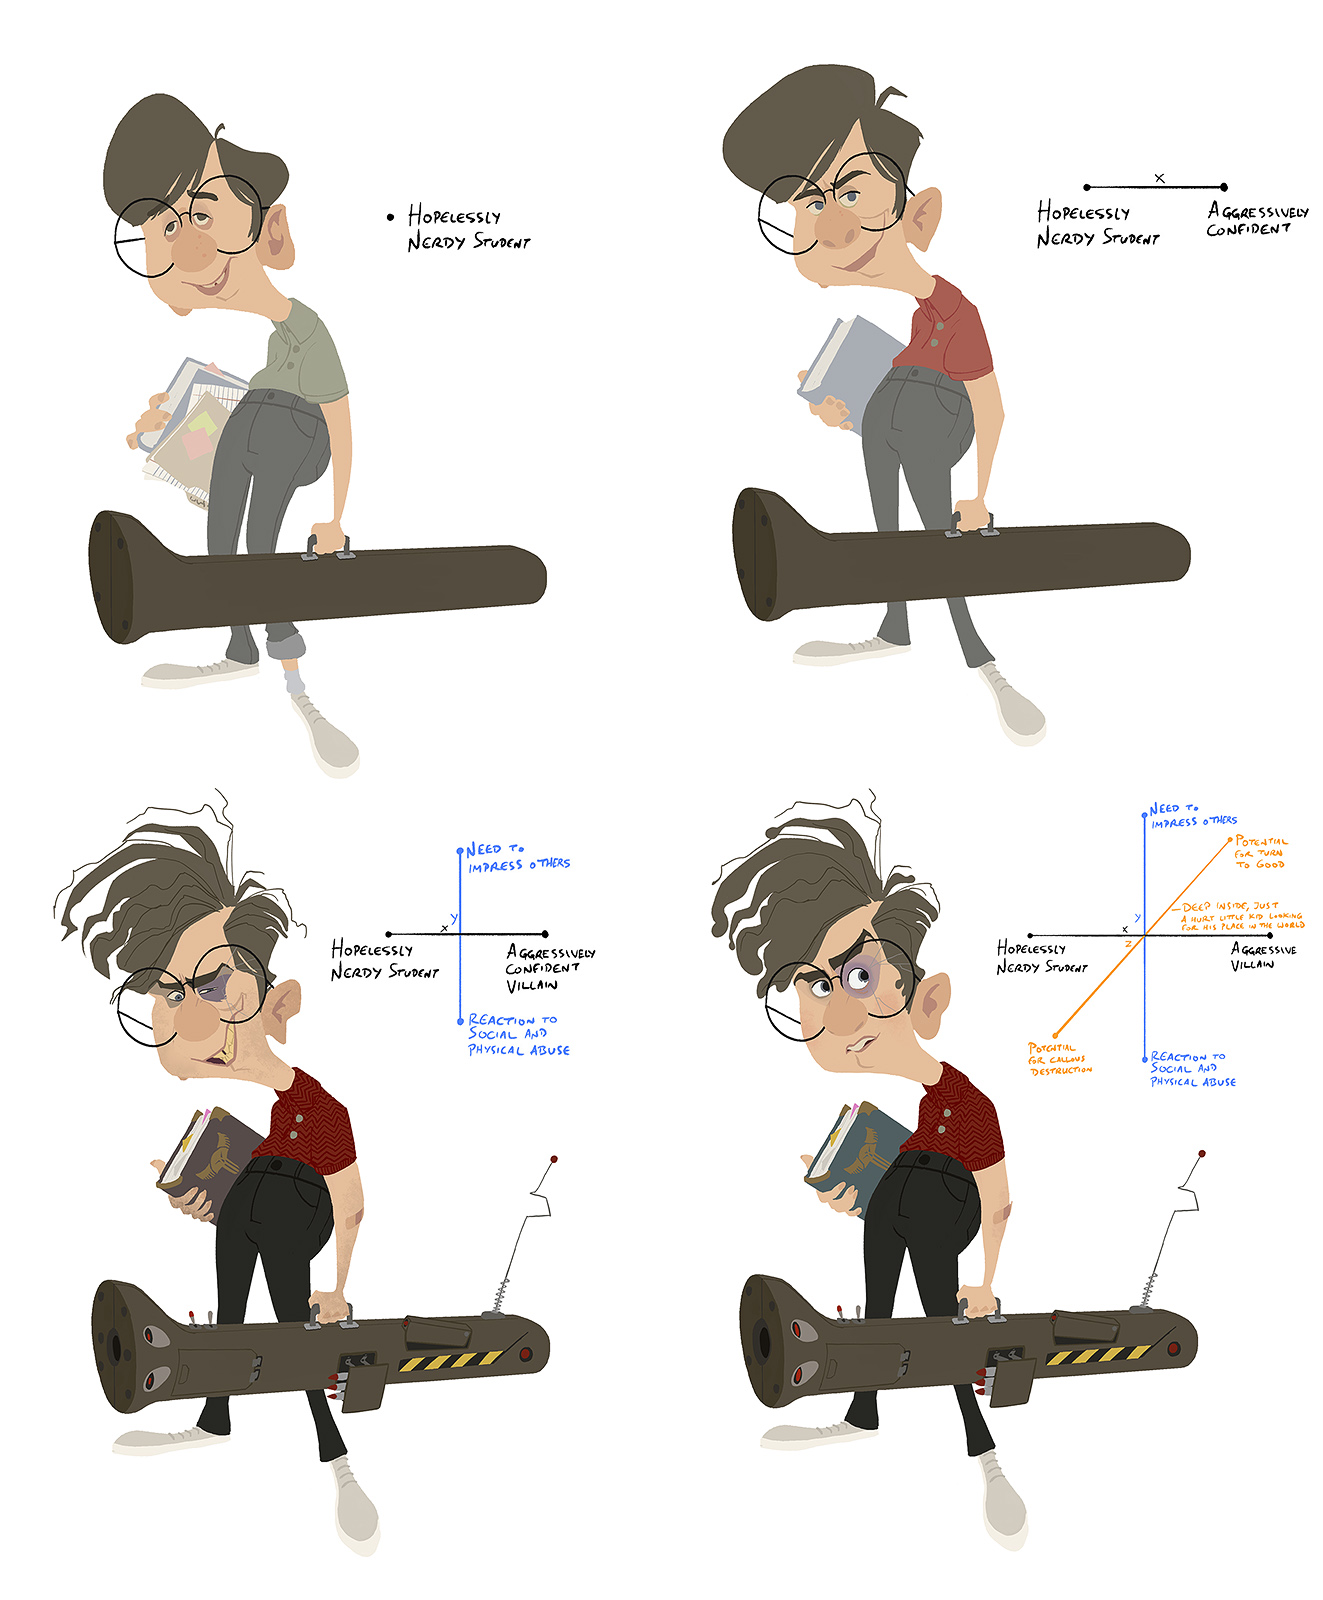 HOPELESSLY
NERDY STUDENT
X
HOPELESSLY
NERDY STUDENT
AGGRESSIVELY
CONFIDENT
NEED TO
IMPRESS OTHERS
Y
X
HOPELESSLY
NERDY STUDENT
AGGRESSIVELY
CONFIDENT
VILLAIN
REACTION TO
SOCIAL AND
PHYSICAL ABUSE
NEED TO
IMPRESS OTHERS
POTENTIAL
FOR TURN
TO GOOD
DEEP INSIDE, JUST
A HURT LITTLE KID LOOKING
FOR HIS PLACE IN THE WORLD
Y
X
Z
HOPELESSLY
NERDY STUDENT
AGGRESSIVE
VILLAIN
POTENTIAL
FOR CALLOUS
DESTRUCTION
REACTION TO
SOCIAL AND
PHYSICAL ABUSE